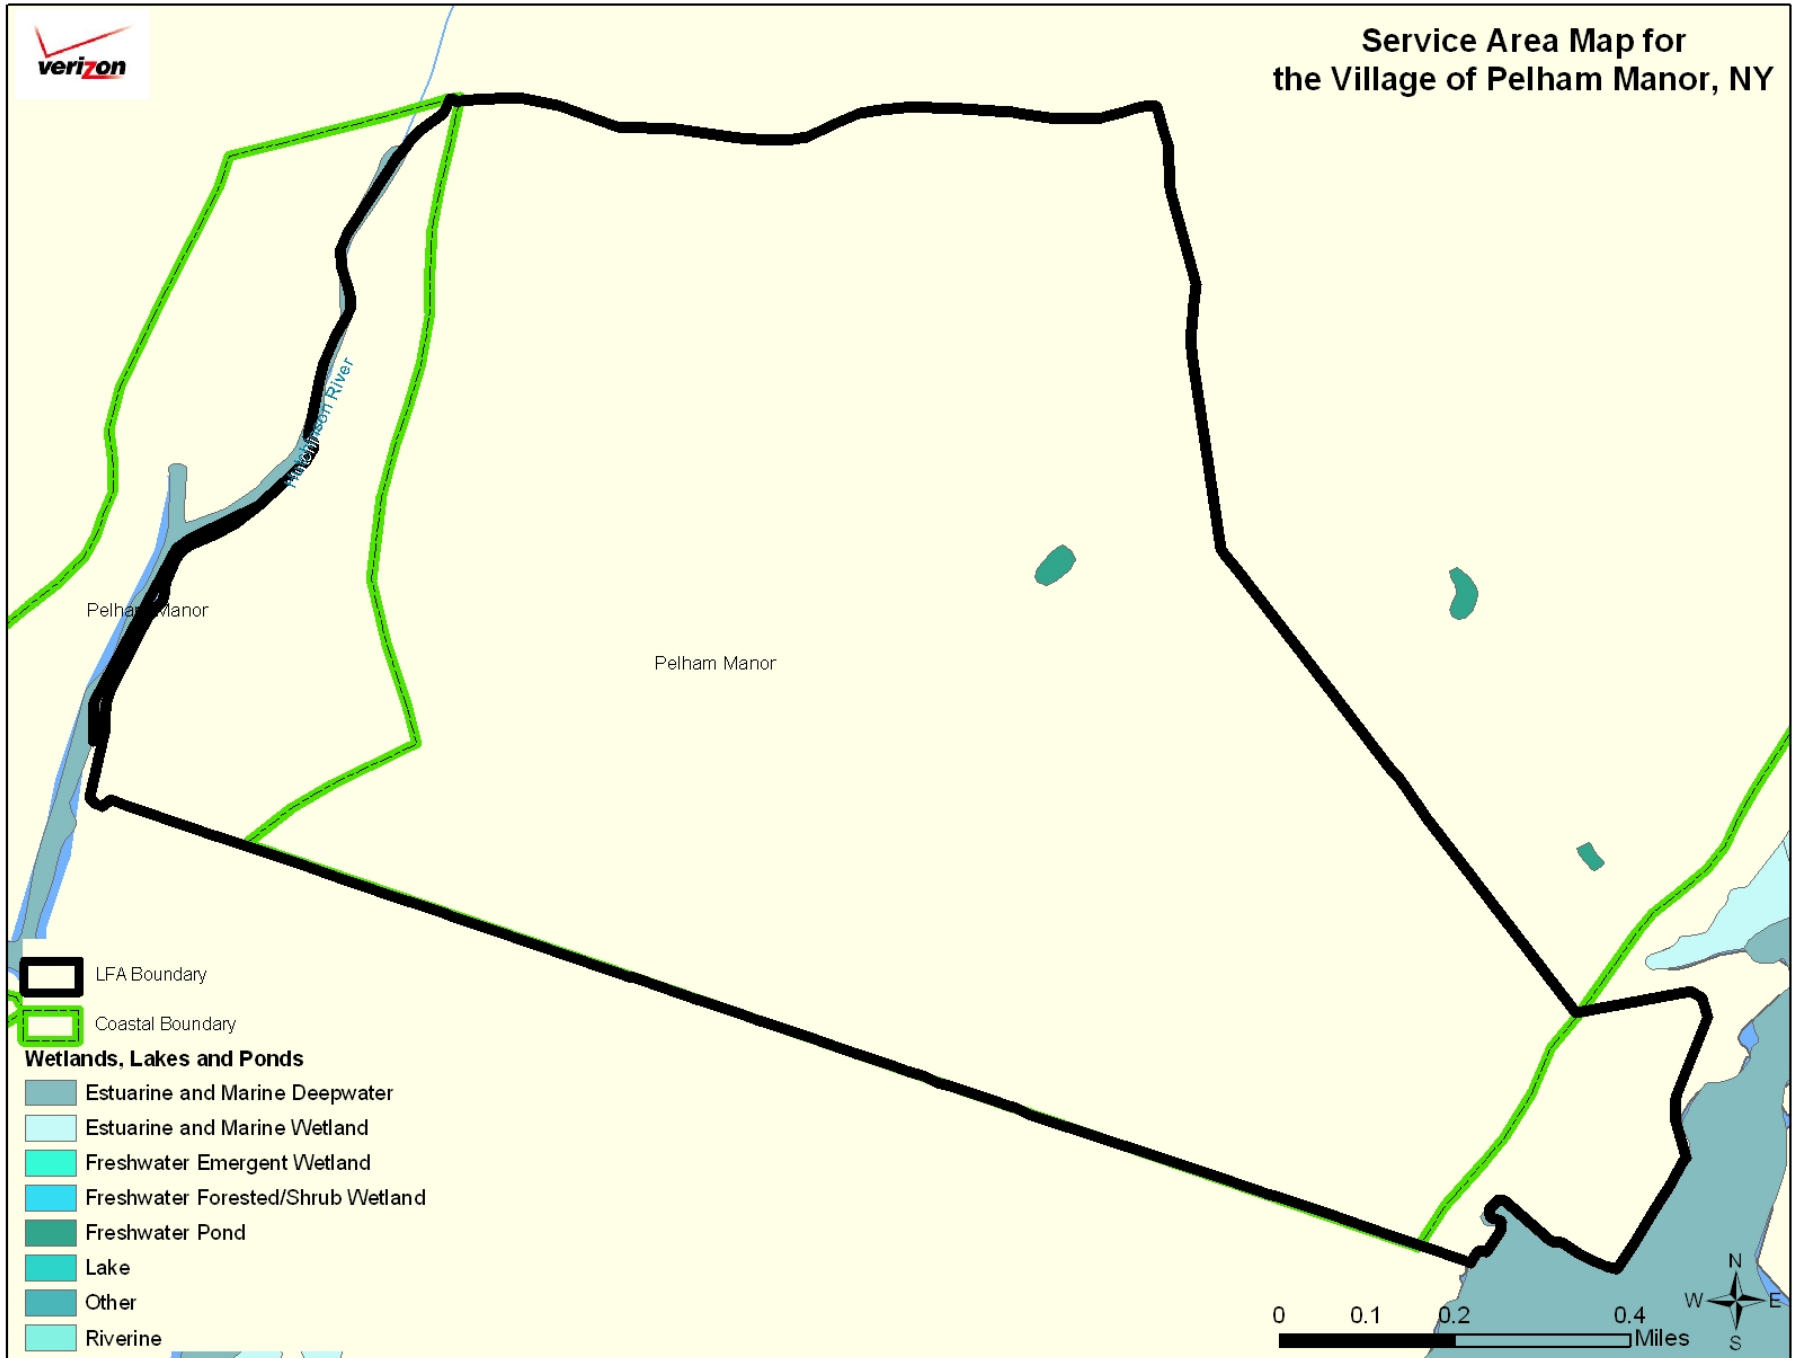 verizon
Service Area Map for
the Village of Pelham Manor, NY
Hutchinson River
Pelham Manor
Pelham Manor
LFA Boundary
Coastal Boundary
Wetlands, Lakes and Ponds
Estuarine and Marine Deepwater
Estuarine and Marine Wetland
Freshwater Emergent Wetland
Freshwater Forested/Shrub Wetland
Freshwater Pond
Lake
Other
Riverine
0 0.1 0.2 0.4
Miles
N
W E
S